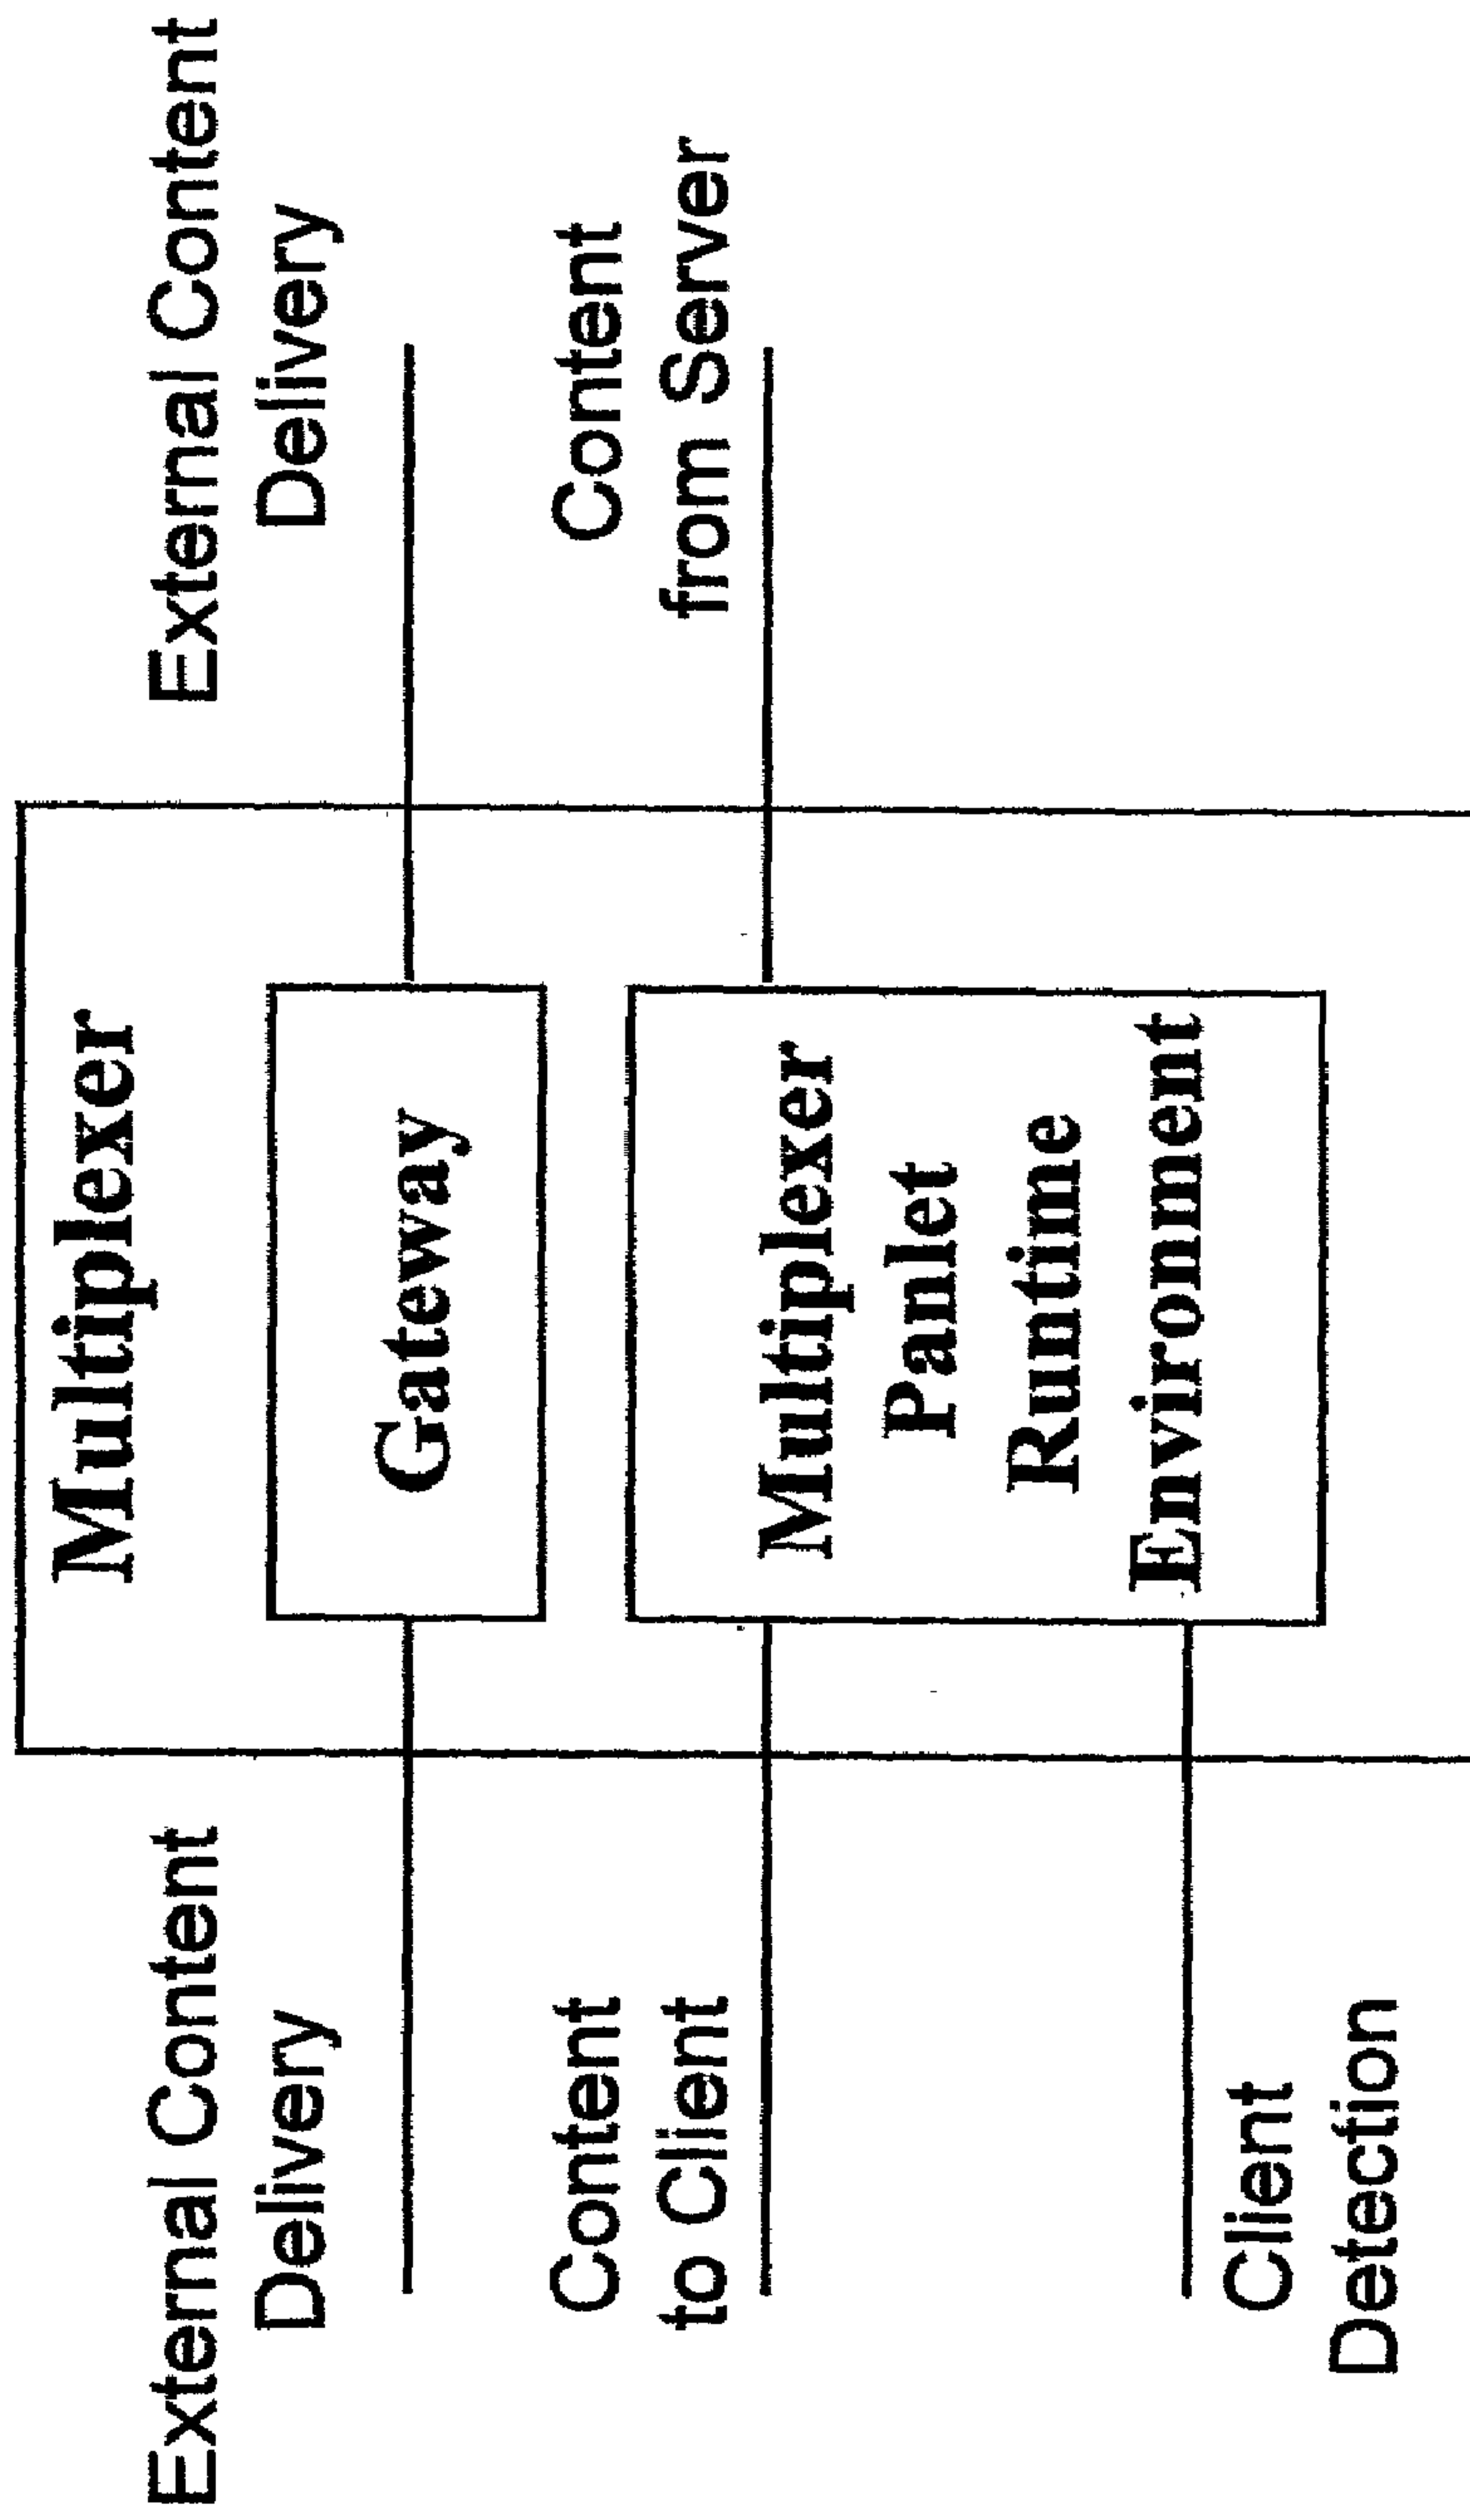 Multiplexer
External Content
Delivery
Gateway
External Content
Delivery
Content
to Client
Multiplexer
Panlet
Runtime
Environment
Content
from Server
Client
Detection